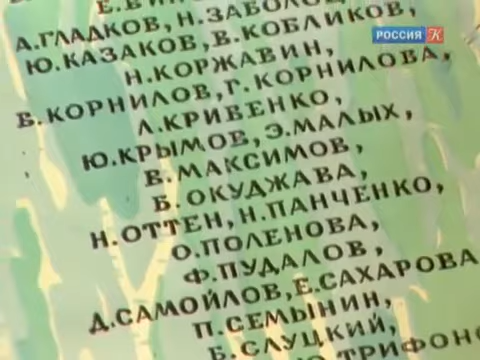 А.ГЛАДКОВ, Н.ЗАБОЛОЦ
РОССИЯ К
Ю.КАЗАКОВ, В.КОБЛИКОВ,
Н.КОРЖАВИН,
Б.КОРНИЛОВ, Г.КОРНИЛОВА,
Л.КРИВЕНКО,
Ю.КРЫМОВ, Э.МАЛЫХ,
В.МАКСИМОВ,
Б.ОКУДЖАВА,
Н.ОТТЕН, Н.ПАНЧЕНКО,
О.ПОЛЕНОВА,
Ф.ПУДАЛОВ,
Д.САМОЙЛОВ, Е.САХАРОВА
П.СЕМЫНИН,
Б.СЛУЦКИЙ,